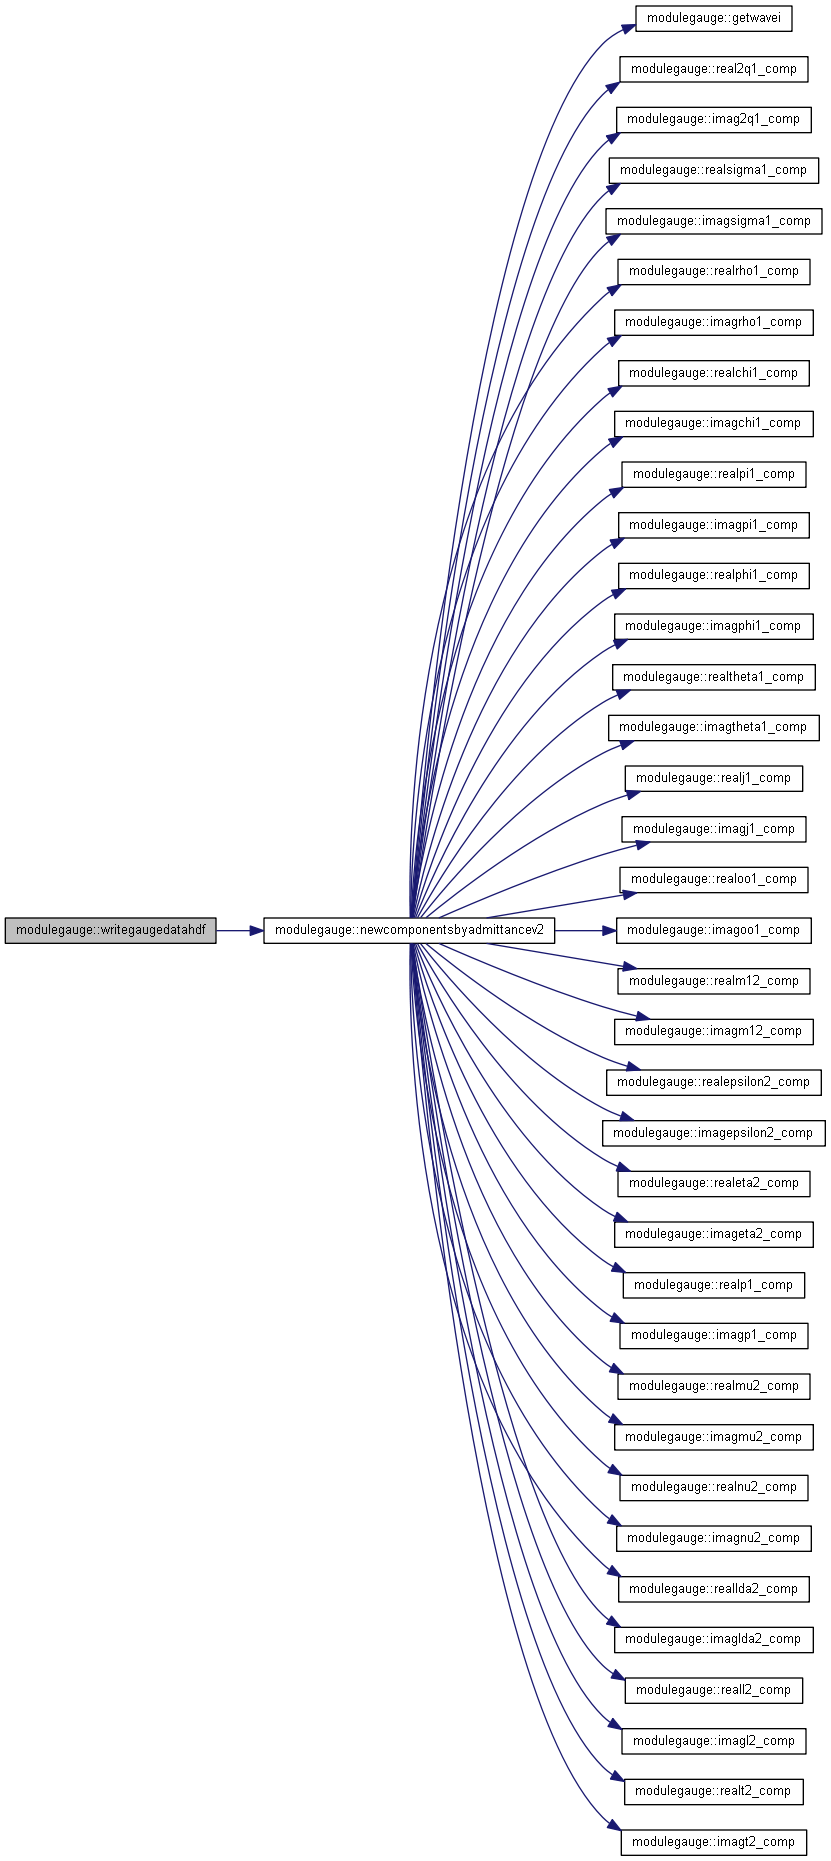 modulegauge::getwavei
modulegauge::real2q1_comp
modulegauge::imag2q1_comp
modulegauge::realsigma1_comp
modulegauge::imagsigma1_comp
modulegauge::realrho1_comp
modulegauge::imagrho1_comp
modulegauge::realchi1_comp
modulegauge::imagchi1_comp
modulegauge::realpi1_comp
modulegauge::imagpi1_comp
modulegauge::realphi1_comp
modulegauge::imagphi1_comp
modulegauge::realtheta1_comp
modulegauge::imagtheta1_comp
modulegauge::realj1_comp
modulegauge::imagj1_comp
modulegauge::realoo1_comp
modulegauge::writegaugedatahdf
modulegauge::newcomponentsbyadmittancev2
modulegauge::imagoo1_comp
modulegauge::realm12_comp
modulegauge::imagm12_comp
modulegauge::realepsilon2_comp
modulegauge::imagepsilon2_comp
modulegauge::realeta2_comp
modulegauge::imageta2_comp
modulegauge::realp1_comp
modulegauge::imagp1_comp
modulegauge::realmu2_comp
modulegauge::imagmu2_comp
modulegauge::realnu2_comp
modulegauge::imagnu2_comp
modulegauge::reallda2_comp
modulegauge::imaglda2_comp
modulegauge::reall2_comp
modulegauge::imagl2_comp
modulegauge::realt2_comp
modulegauge::imagt2_comp